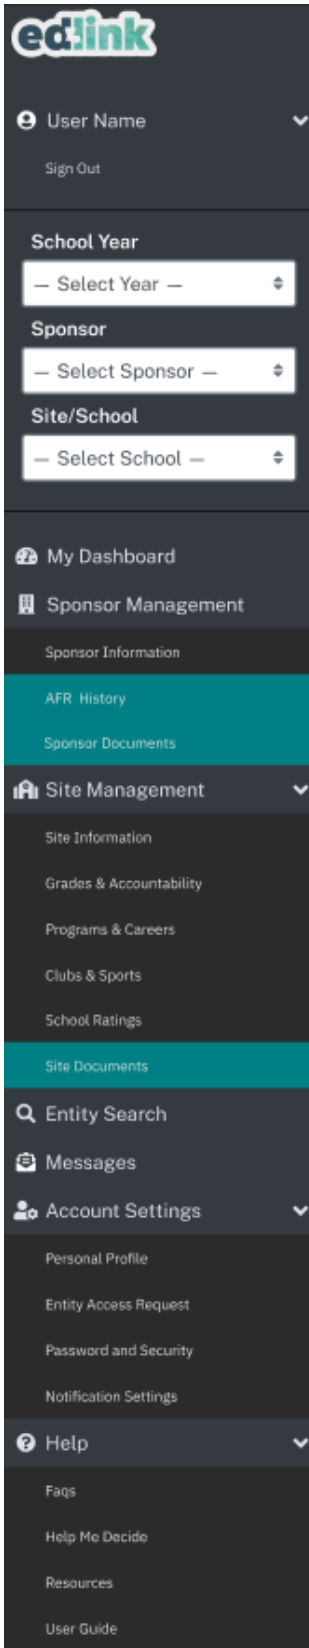 ed:link
User Name
Sign Out
School Year
— Select Year —
Sponsor
— Select Sponsor —
Site/School
— Select School —
My Dashboard
Sponsor Management
Sponsor Information
AFR History
Sponsor Documents
Site Management
Site Information
Grades & Accountability
Programs & Careers
Clubs & Sports
School Ratings
Site Documents
Entity Search
Messages
Account Settings
Personal Profile
Entity Access Request
Password and Security
Notification Settings
Help
Faqs
Help Me Decide
Resources
User Guide